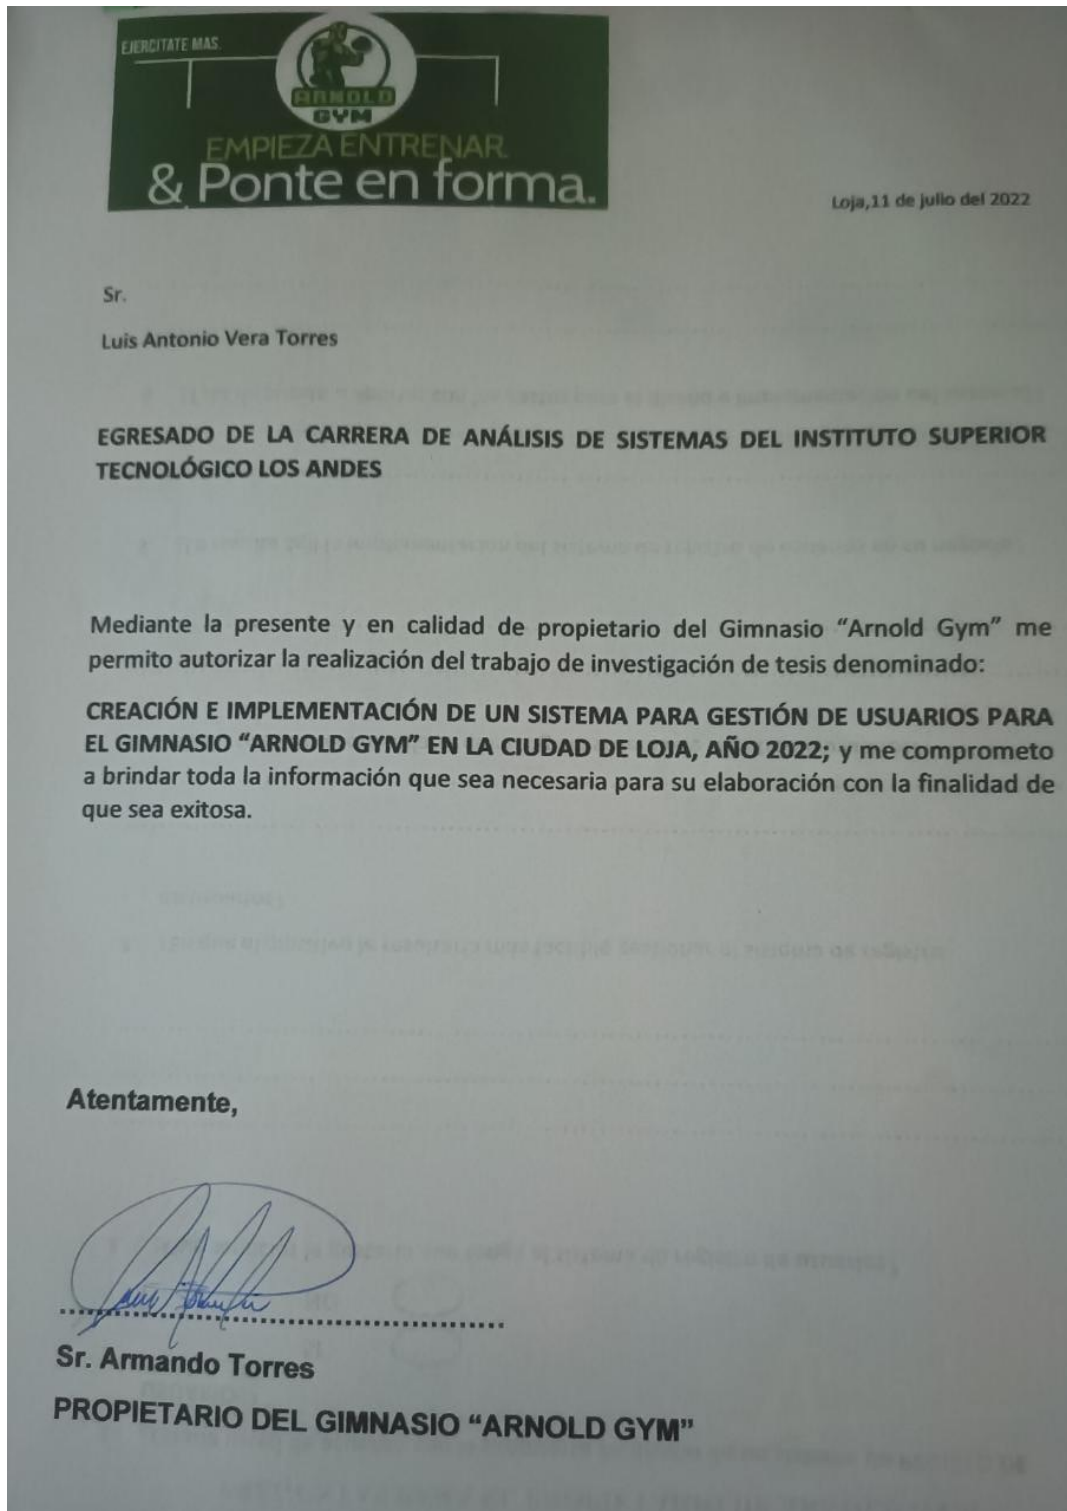 EJERCITATE MAS.
ARNOLD
GYM
EMPIEZA ENTRENAR
& Ponte en forma.
Loja,11 de julio del 2022
Sr.
Luis Antonio Vera Torres
EGRESADO DE LA CARRERA DE ANÁLISIS DE SISTEMAS DEL INSTITUTO SUPERIOR
TECNOLÓGICO LOS ANDES
Mediante la presente y en calidad de propietario del Gimnasio “Arnold Gym” me
permito autorizar la realización del trabajo de investigación de tesis denominado:
CREACIÓN E IMPLEMENTACIÓN DE UN SISTEMA PARA GESTIÓN DE USUARIOS PARA
EL GIMNASIO “ARNOLD GYM” EN LA CIUDAD DE LOJA, AÑO 2022; y me comprometo
a brindar toda la información que sea necesaria para su elaboración con la finalidad de
que sea exitosa.
Atentamente,
Sr. Armando Torres
PROPIETARIO DEL GIMNASIO “ARNOLD GYM”